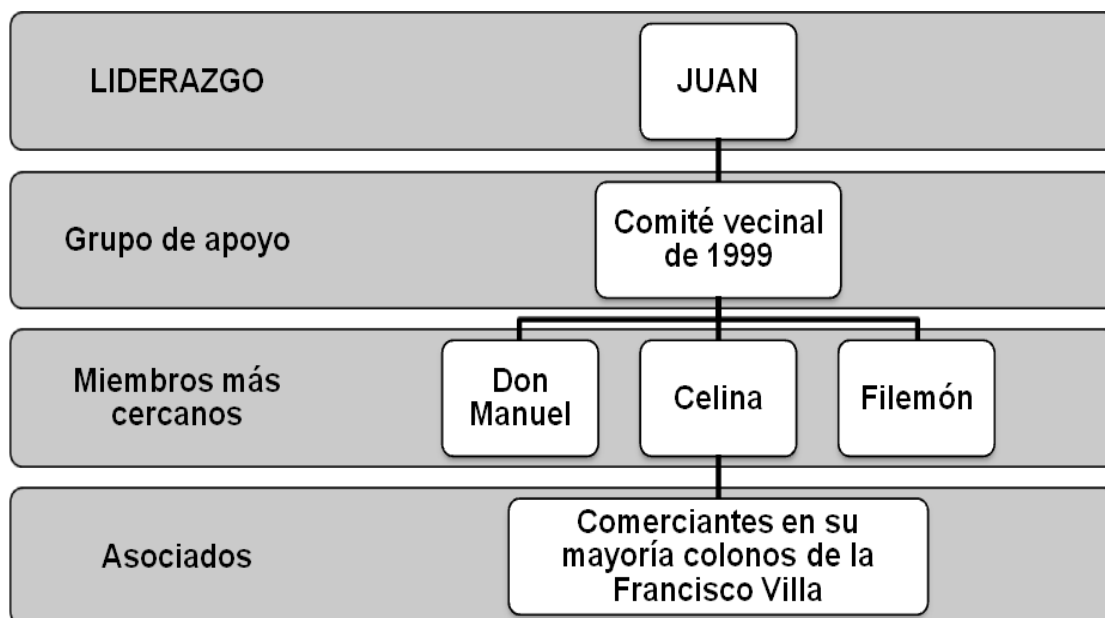 LIDERAZGO
JUAN
Grupo de apoyo
Comité vecinal
de 1999
Miembros más
cercanos
Don
Manuel
Celina
Filemón
Asociados
Comerciantes en su
mayoría colonos de la
Francisco Villa